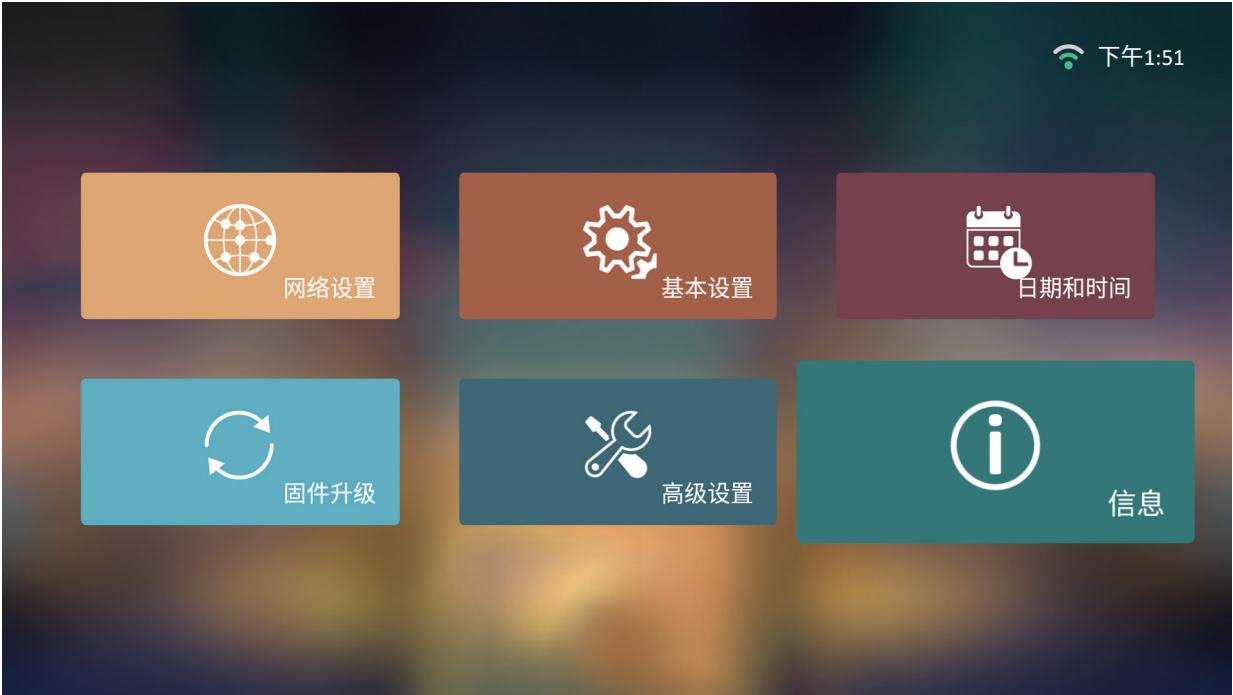 下午1:51
网络设置
基本设置
日期和时间
固件升级
高级设置
信息